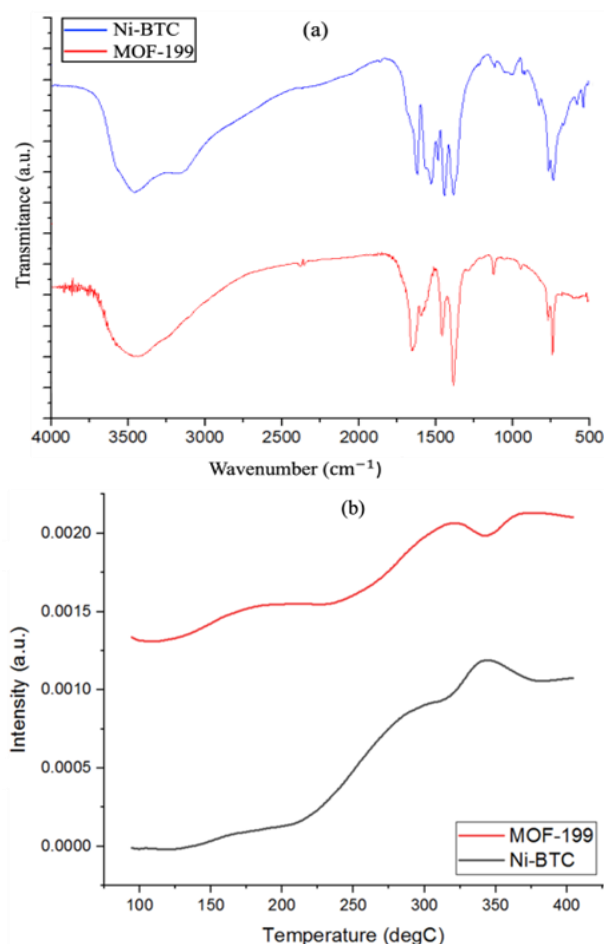 Ni-BTC
(a)
MOF-199
Transmitance (a.u.)
4000 3500 3000 2500 2000 1500 1000 500
Wavenumber (cm⁻¹)
(b)
0.0020
0.0015
0.0010
0.0005
0.0000
Intensity (a.u.)
MOF-199
Ni-BTC
100 150 200 250 300 350 400
Temperature (degC)